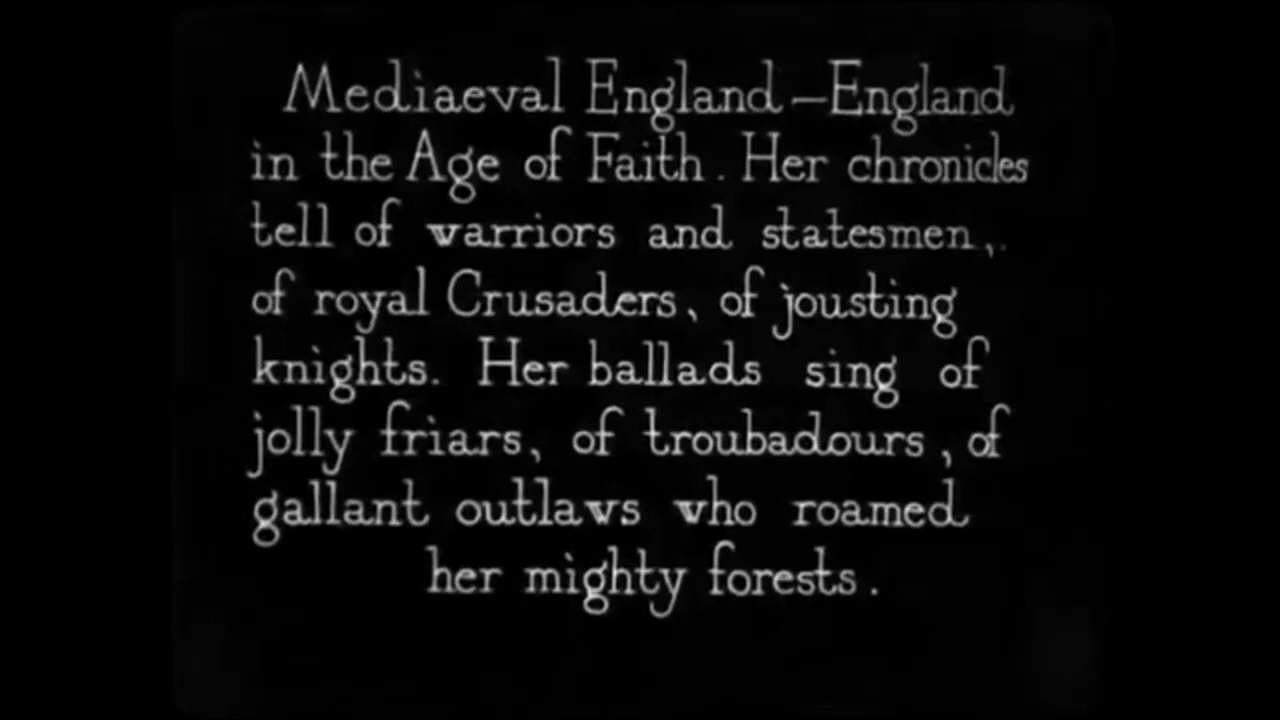 Mediaeval England — England
in the Age of Faith. Her chronicles
tell of warriors and statesmen,
of royal Crusaders, of jousting
knights. Her ballads sing of
jolly friars, of troubadours, of
gallant outlaws who roamed
her mighty forests.